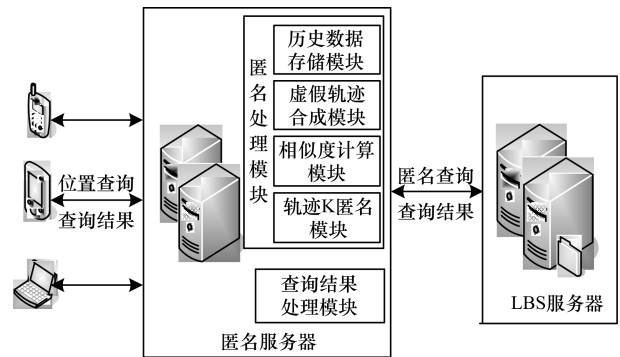 历史数据
存储模块
虚假轨迹
合成模块
相似度计算
模块
轨迹K匿名
模块
匿名处理模块
位置查询
查询结果
匿名查询
查询结果
查询结果
处理模块
匿名服务器
LBS服务器